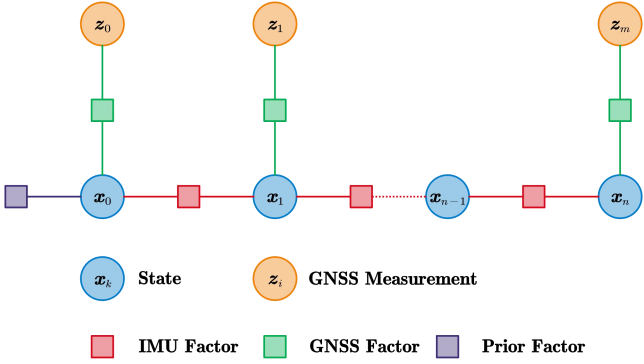 z₀ z₁ zₘ
x₀ x₁ xₙ₋₁ xₙ
xₖ State zᵢ GNSS Measurement
IMU Factor GNSS Factor Prior Factor